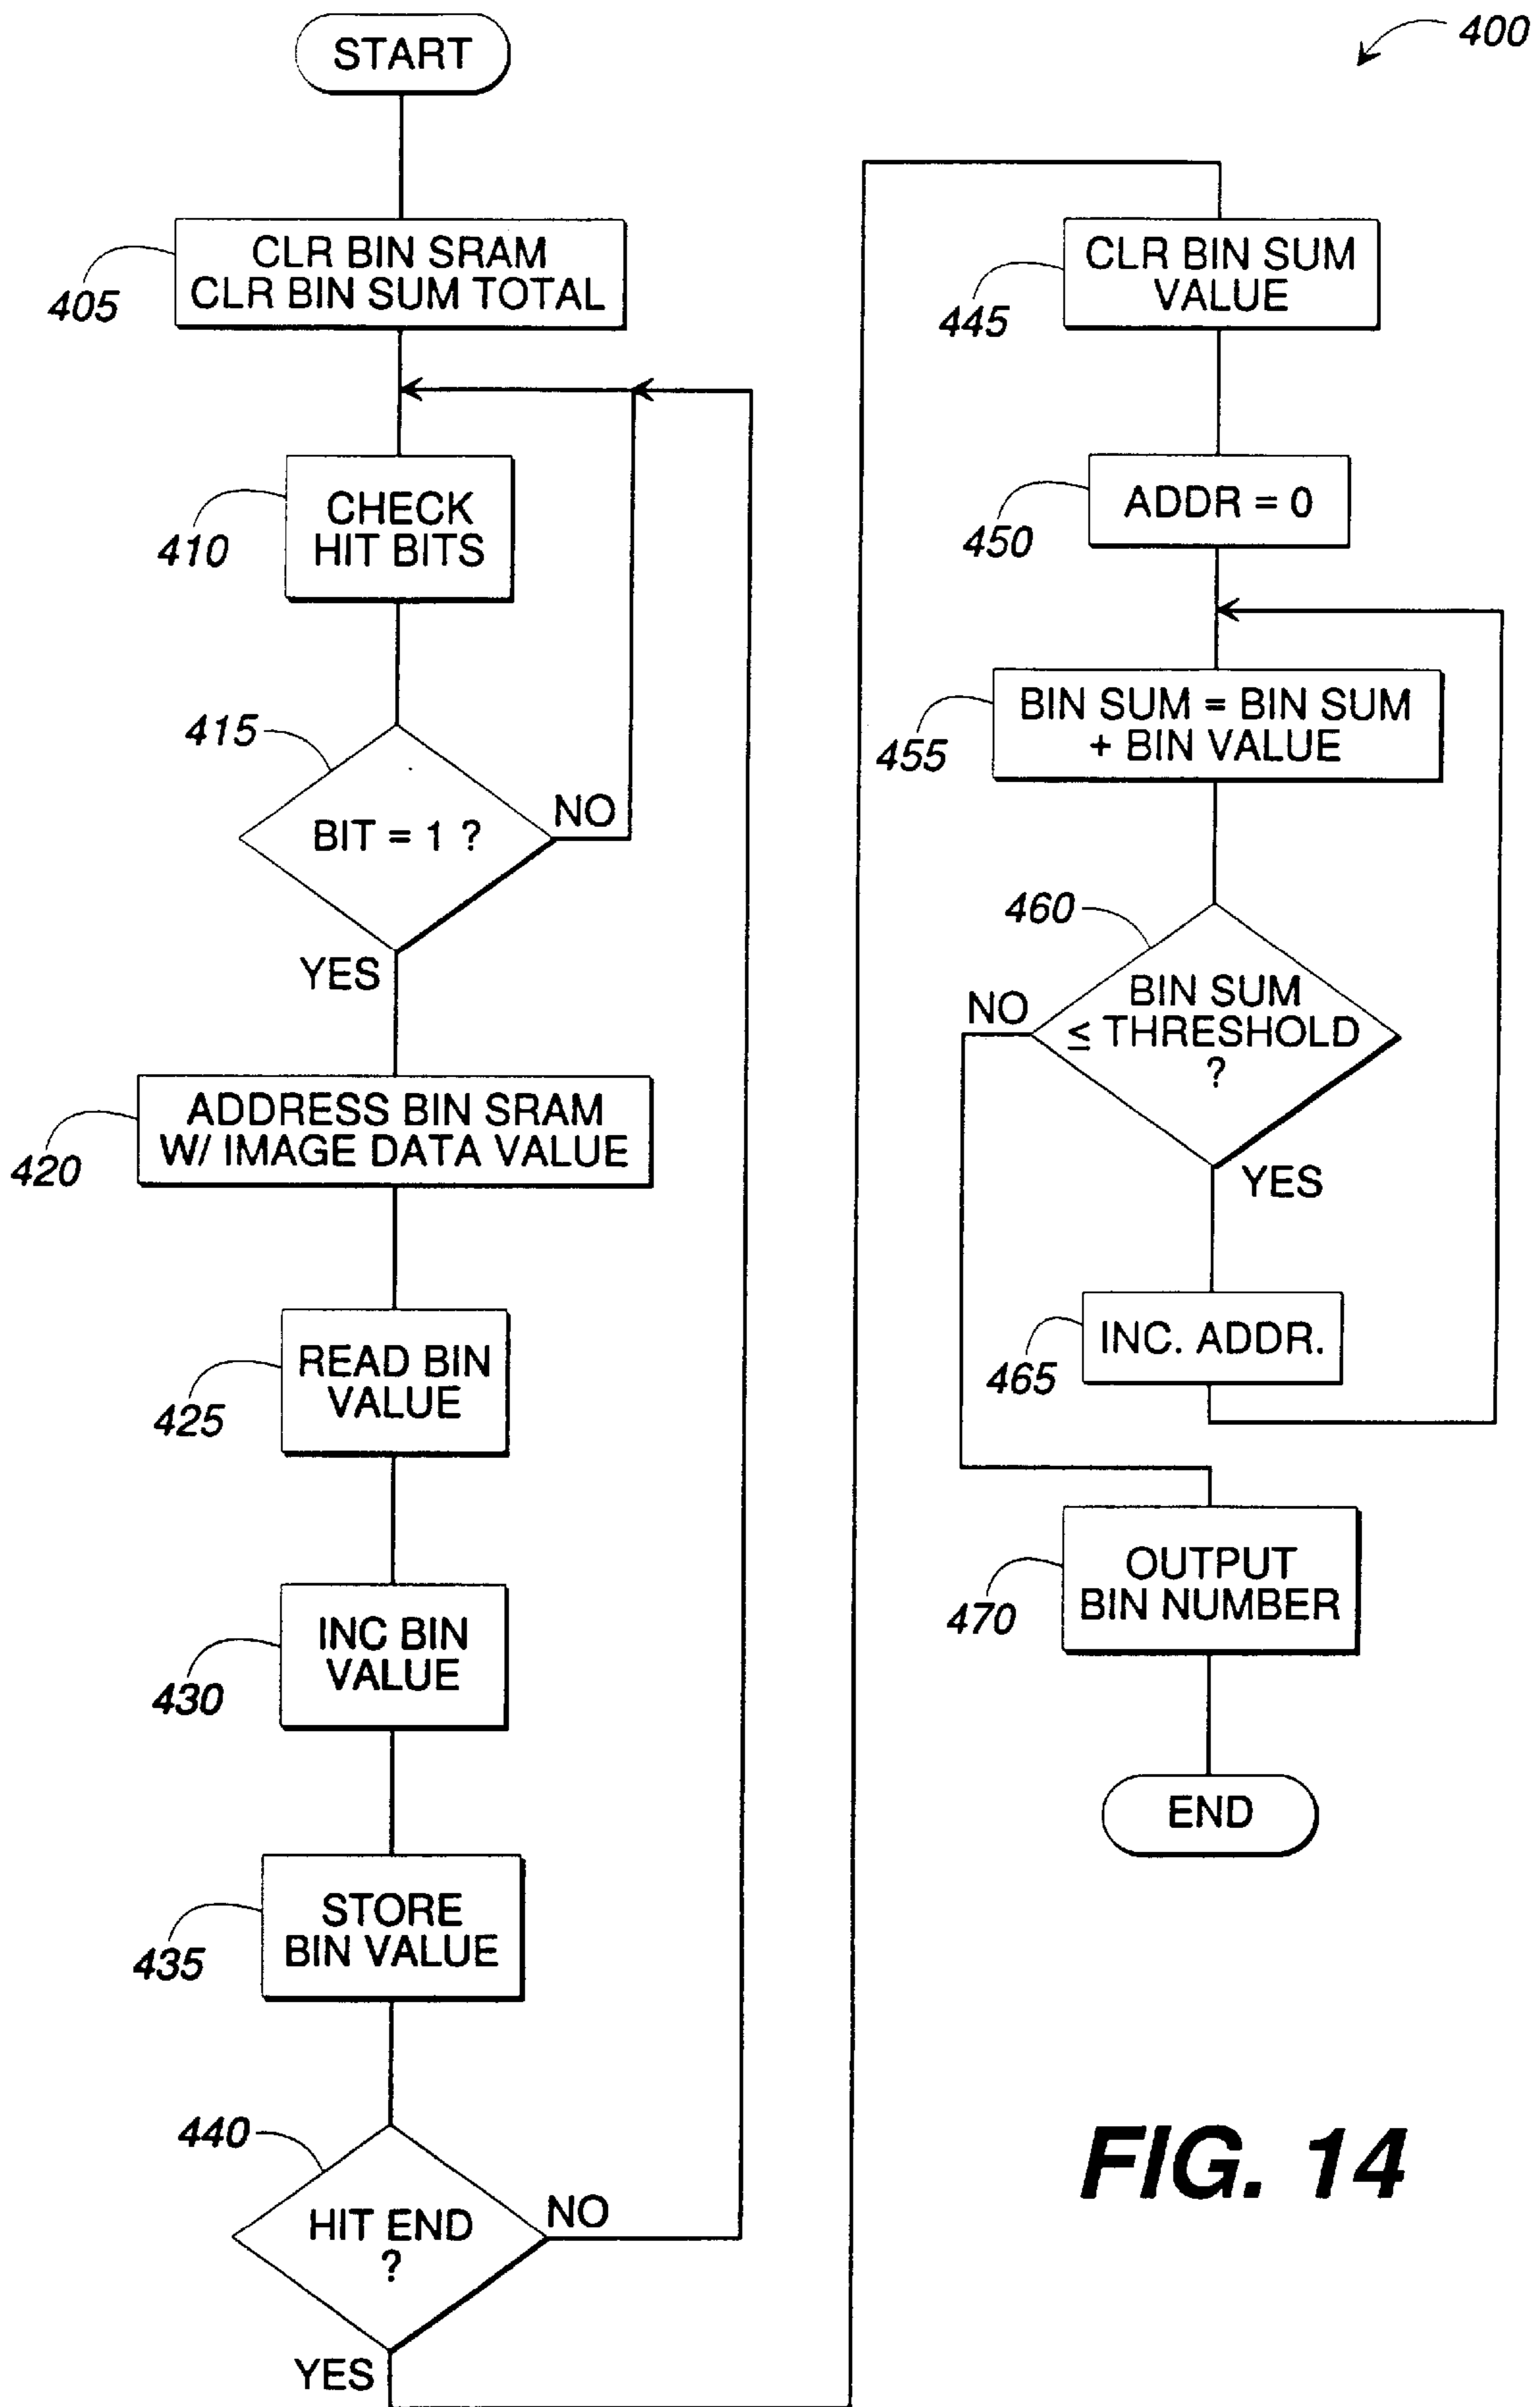 400
START
405
CLR BIN SRAM
CLR BIN SUM TOTAL
410
CHECK
HIT BITS
415
BIT = 1 ?
NO
YES
420
ADDRESS BIN SRAM
W/ IMAGE DATA VALUE
425
READ BIN
VALUE
430
INC BIN
VALUE
435
STORE
BIN VALUE
440
HIT END
?
NO
YES
445
CLR BIN SUM
VALUE
450
ADDR = 0
455
BIN SUM = BIN SUM
+ BIN VALUE
460
BIN SUM
≤ THRESHOLD
?
NO
YES
465
INC. ADDR.
470
OUTPUT
BIN NUMBER
END
FIG. 14